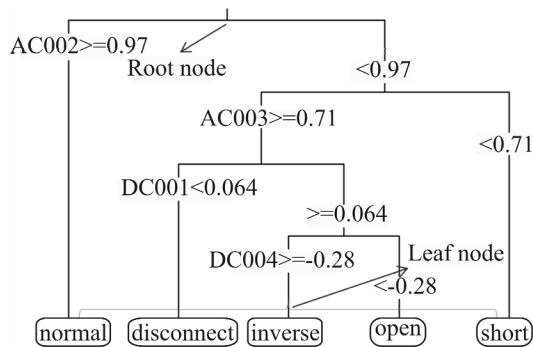 AC002>=0.97
Root node
<0.97
AC003>=0.71
<0.71
DC001<0.064
>=0.064
DC004>=-0.28
Leaf node
<-0.28
normal
disconnect
inverse
open
short